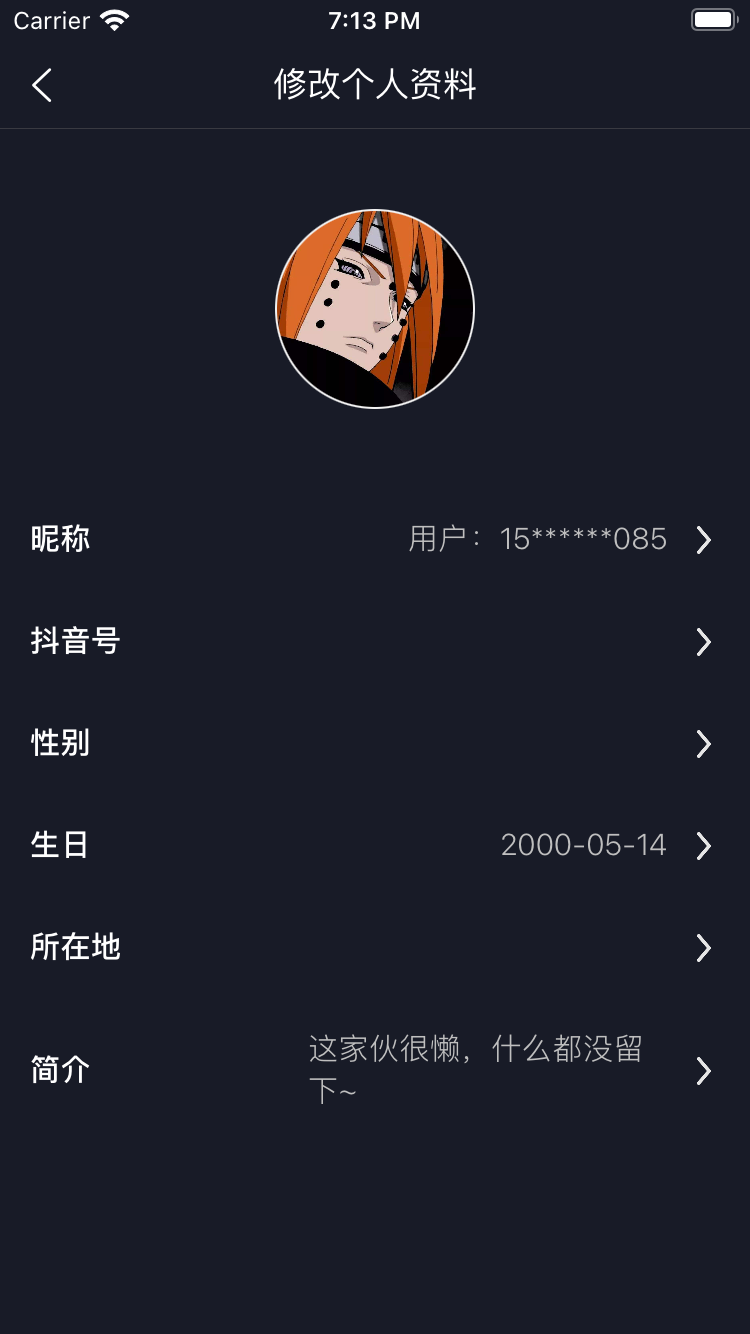 Carrier 7:13 PM
修改个人资料
昵称 用户：15******085
抖音号
性别
生日 2000-05-14
所在地
简介 这家伙很懒，什么都没留
下~